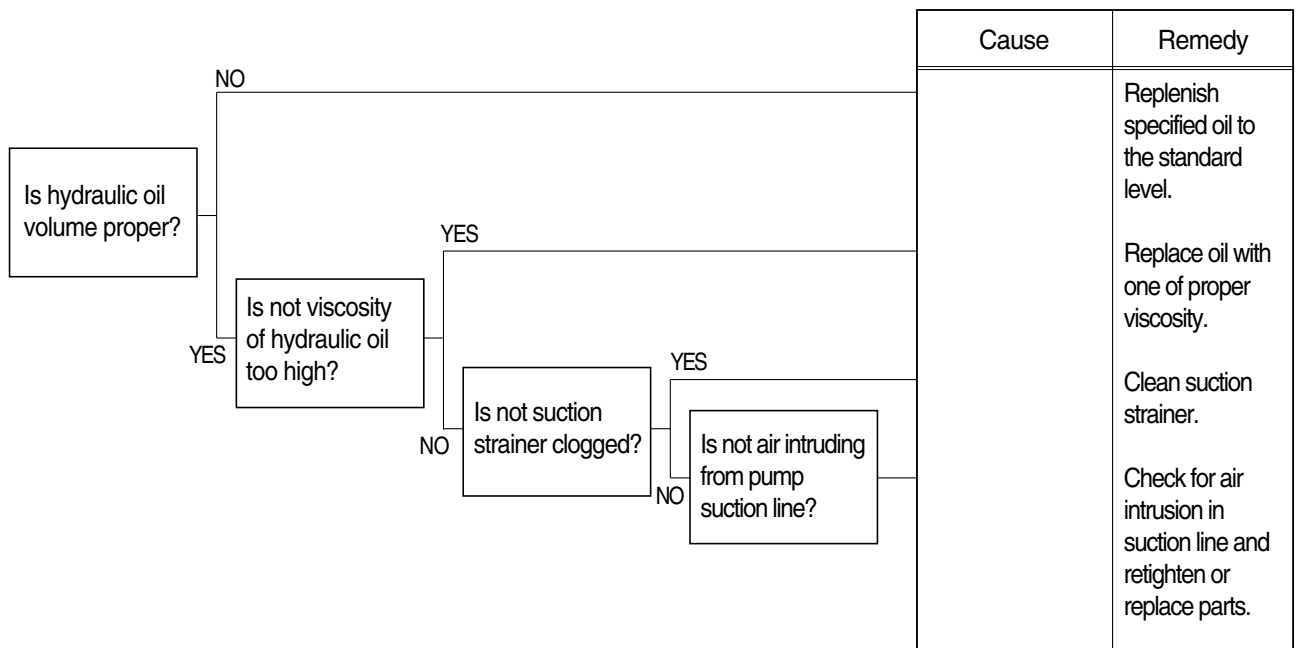 Cause
Remedy
NO
Replenish
specified oil to
the standard
level.
Is hydraulic oil
volume proper?
YES
Replace oil with
one of proper
viscosity.
Is not viscosity
of hydraulic oil
too high?
YES
YES
Clean suction
strainer.
Is not suction
strainer clogged?
NO
Is not air intruding
from pump
suction line?
NO
Check for air
intrusion in
suction line and
retighten or
replace parts.